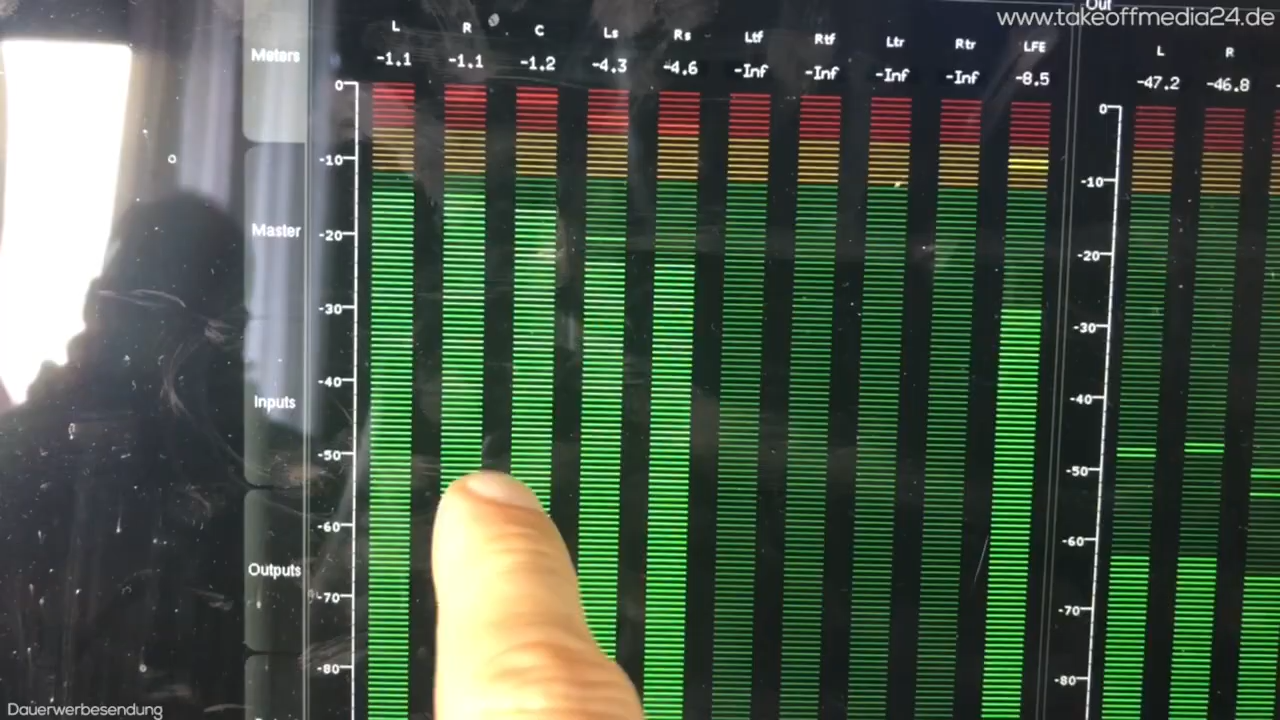 Out
www.takeoffmedia24.de
Meters
Master
Inputs
Outputs
L R C Ls Rs Ltf Rtf Ltr Rtr LFE
-1.1 -1.1 -1.2 -4.3 -4.6 -Inf -Inf -Inf -Inf -8.5
0
-10
-20
-30
-40
-50
-60
-70
-80
L R
-47.2 -46.8
0
-10
-20
-30
-40
-50
-60
-70
-80
Dauerwerbesendung